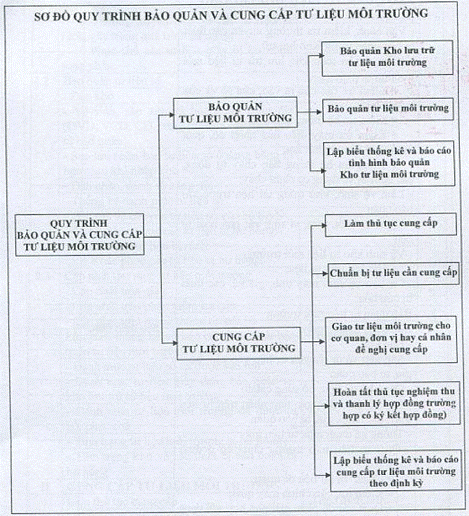 SƠ ĐỒ QUY TRÌNH BẢO QUẢN VÀ CUNG CẤP TƯ LIỆU MÔI TRƯỜNG
Bảo quản Kho lưu trữ
tư liệu môi trường
BẢO QUẢN
TƯ LIỆU MÔI TRƯỜNG
Bảo quản tư liệu môi trường
Lập biểu thống kê và báo cáo
tình hình bảo quản
Kho tư liệu môi trường
QUY TRÌNH
BẢO QUẢN VÀ CUNG CẤP
TƯ LIỆU MÔI TRƯỜNG
Làm thủ tục cung cấp
Chuẩn bị tư liệu cần cung cấp
CUNG CẤP
TƯ LIỆU MÔI TRƯỜNG
Giao tư liệu môi trường cho
cơ quan, đơn vị hay cá nhân
đề nghị cung cấp
Hoàn tất thủ tục nghiệm thu
và thanh lý hợp đồng trường
hợp có ký kết hợp đồng)
Lập biểu thống kê và báo cáo
cung cấp tư liệu môi trường
theo định kỳ